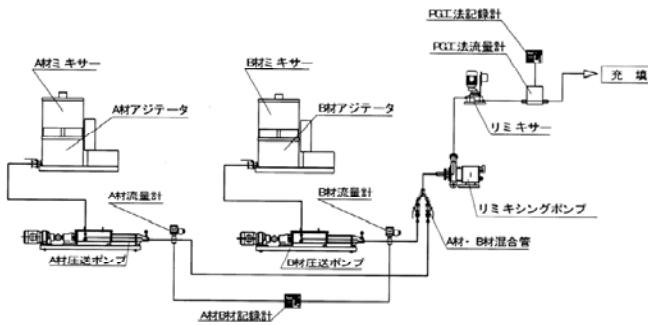 PG工法記録計
PG工法流量計
充填
A材ミキサー
B材ミキサー
リミキサー
A材アジテータ
B材アジテータ
A材流量計
B材流量計
リミキシングポンプ
A材・B材混合管
A材圧送ポンプ
B材圧送ポンプ
A材B材記録計